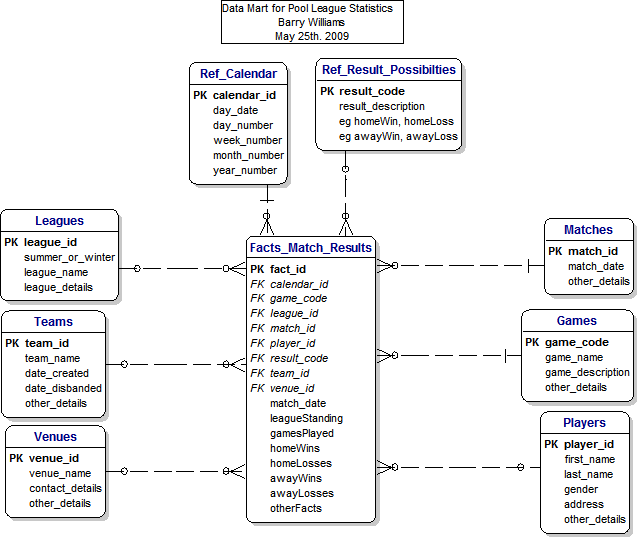 Data Mart for Pool League Statistics
Barry Williams
May 25th. 2009
Ref_Calendar
PK calendar_id
day_date
day_number
week_number
month_number
year_number
Ref_Result_Possibilties
PK result_code
result_description
eg homeWin, homeLoss
eg awayWin, awayLoss
Leagues
PK league_id
summer_or_winter
league_name
league_details
Teams
PK team_id
team_name
date_created
date_disbanded
other_details
Venues
PK venue_id
venue_name
contact_details
other_details
Facts_Match_Results
PK fact_id
FK calendar_id
FK game_code
FK league_id
FK match_id
FK player_id
FK result_code
FK team_id
FK venue_id
match_date
leagueStanding
gamesPlayed
homeWins
homeLosses
awayWins
awayLosses
otherFacts
Matches
PK match_id
match_date
other_details
Games
PK game_code
game_name
game_description
other_details
Players
PK player_id
first_name
last_name
gender
address
other_details